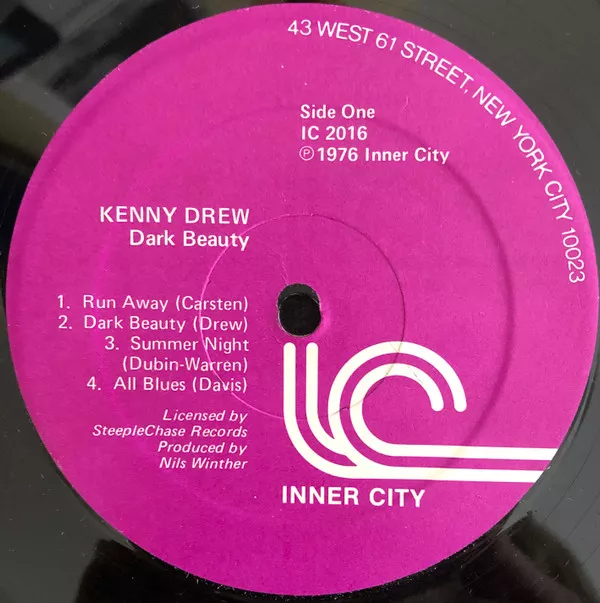 43 WEST 61 STREET, NEW YORK CITY 10023
Side One
IC 2016
Ⓟ1976 Inner City
KENNY DREW
Dark Beauty
1. Run Away (Carsten)
2. Dark Beauty (Drew)
3. Summer Night
(Dubin-Warren)
4. All Blues (Davis)
Licensed by
SteepleChase Records
Produced by
Nils Winther
IC
INNER CITY